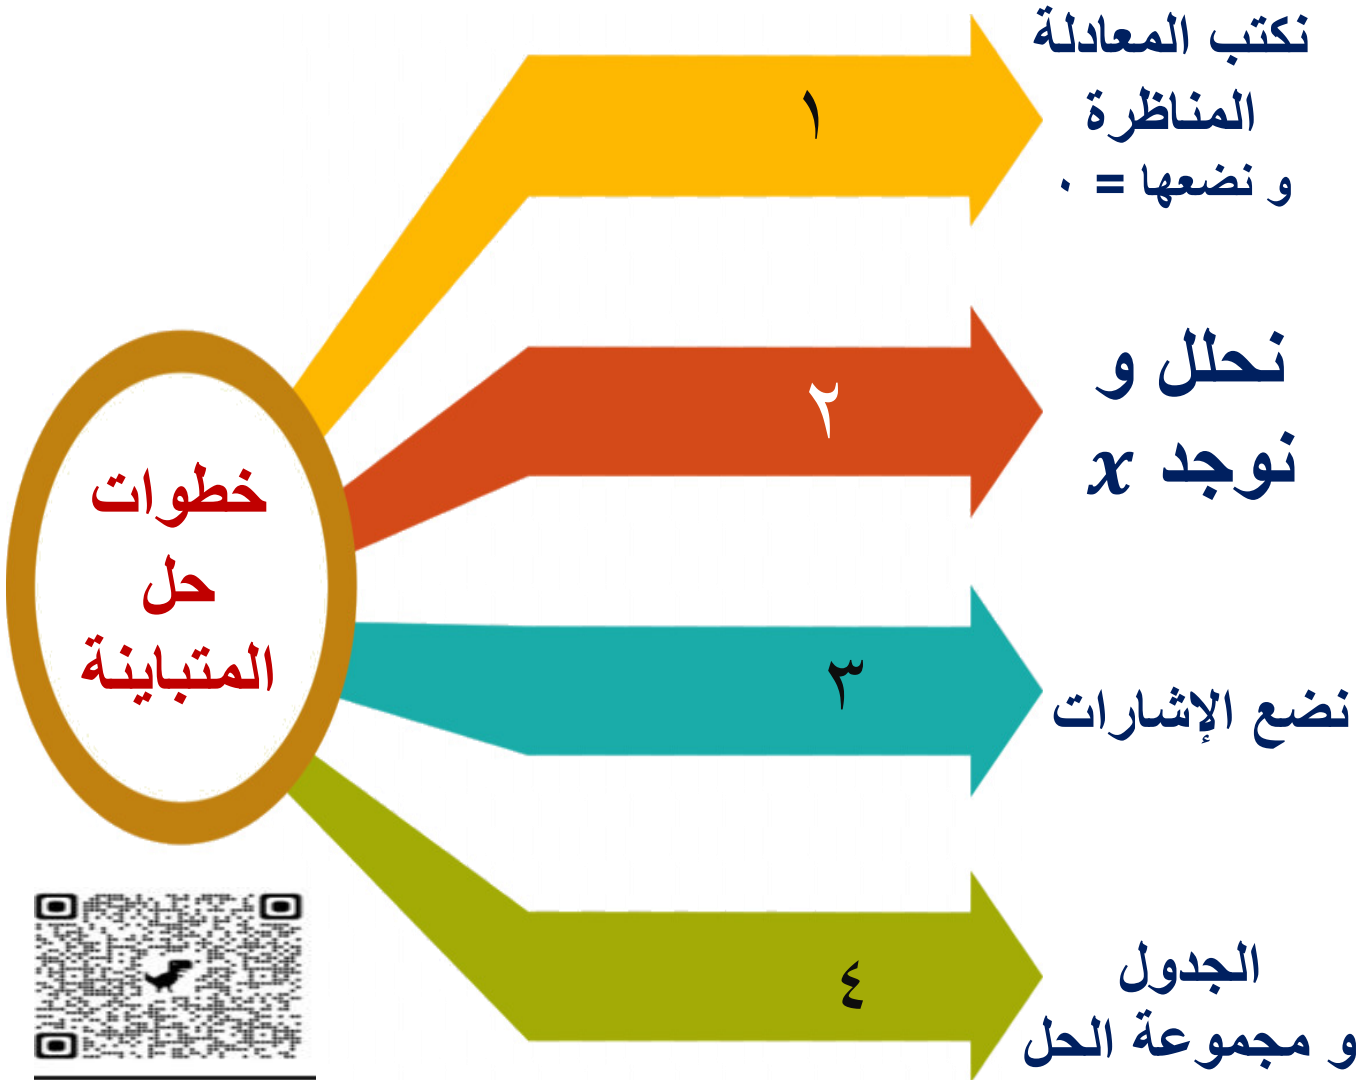 خطوات
حل
المتباينة
١
نكتب المعادلة
المناظرة
و نضعها = ٠
٢
نحلل و
نوجد x
٣
نضع الإشارات
٤
الجدول
و مجموعة الحل